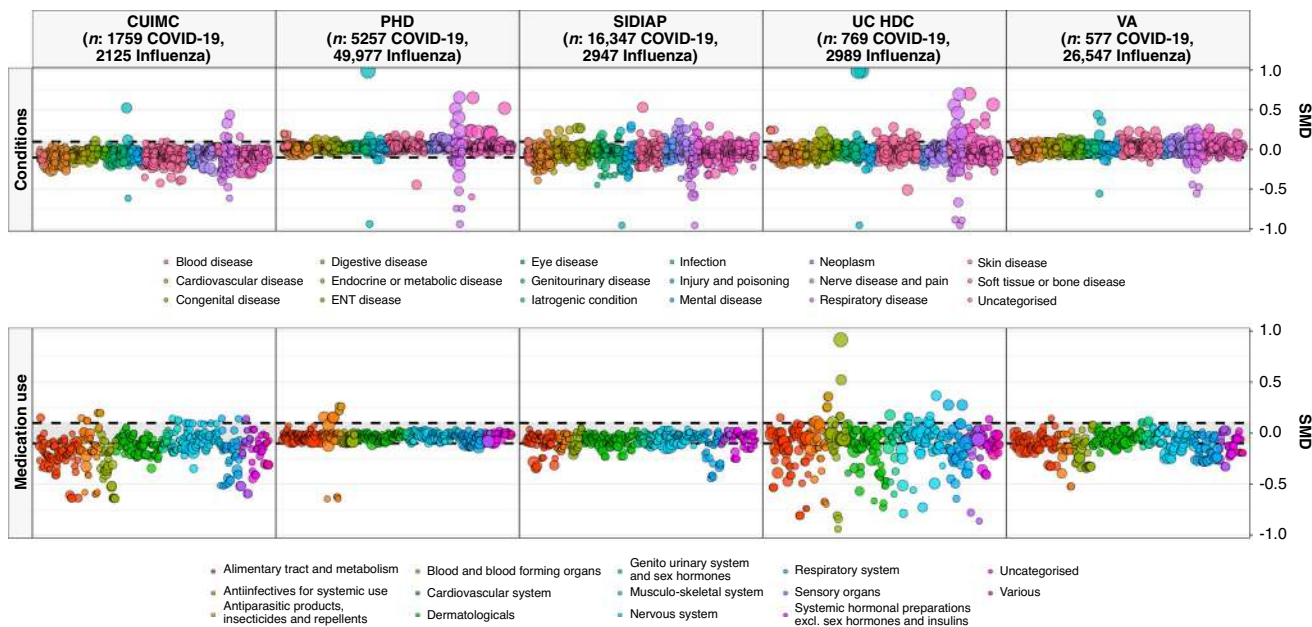 CUIMC
(n: 1759 COVID-19,
2125 Influenza)
PHD
(n: 5257 COVID-19,
49,977 Influenza)
SIDIAP
(n: 16,347 COVID-19,
2947 Influenza)
UC HDC
(n: 769 COVID-19,
2989 Influenza)
VA
(n: 577 COVID-19,
26,547 Influenza)
Conditions
1.0
0.5
0.0
-0.5
-1.0
SMD
Blood disease
Cardiovascular disease
Congenital disease
Digestive disease
Endocrine or metabolic disease
ENT disease
Eye disease
Genitourinary disease
Iatrogenic condition
Infection
Injury and poisoning
Mental disease
Neoplasm
Nerve disease and pain
Respiratory disease
Skin disease
Soft tissue or bone disease
Uncategorised
Medication use
1.0
0.5
0.0
-0.5
-1.0
SMD
Alimentary tract and metabolism
Antiinfectives for systemic use
Antiparasitic products,
insecticides and repellents
Blood and blood forming organs
Cardiovascular system
Dermatologicals
Genito urinary system
and sex hormones
Musculo-skeletal system
Nervous system
Respiratory system
Sensory organs
Systemic hormonal preparations
excl. sex hormones and insulins
Uncategorised
Various